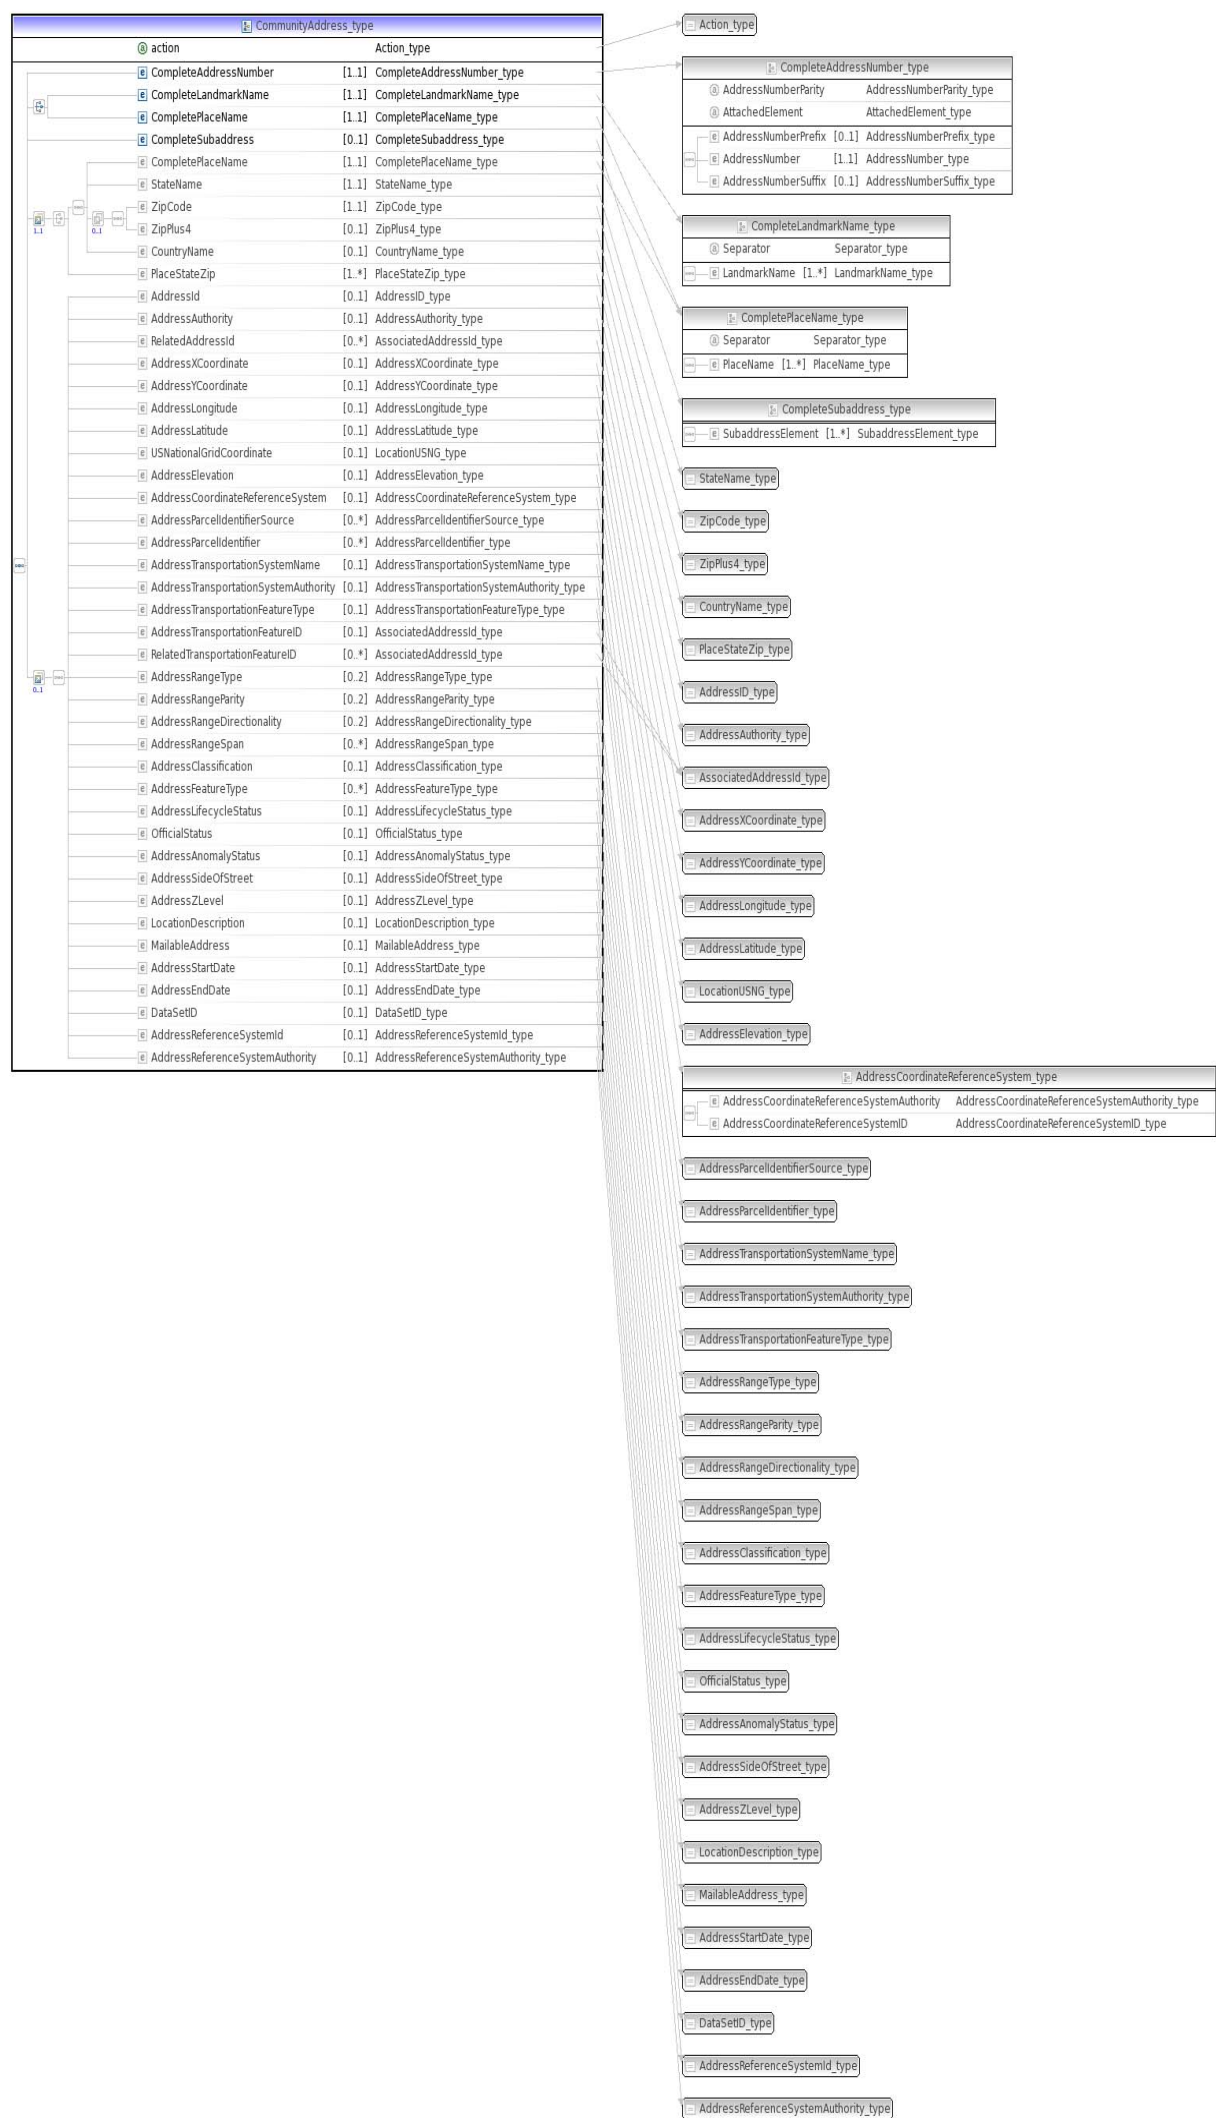 CommunityAddress_type
action Action_type
CompleteAddressNumber [1..1] CompleteAddressNumber_type
CompleteLandmarkName [1..1] CompleteLandmarkName_type
CompletePlaceName [1..1] CompletePlaceName_type
CompleteSubaddress [0..1] CompleteSubaddress_type
CompletePlaceName [1..1] CompletePlaceName_type
StateName [1..1] StateName_type
ZipCode [1..1] ZipCode_type
1..1 0..1 ZipPlus4 [0..1] ZipPlus4_type
CountryName [0..1] CountryName_type
PlaceStateZip [1..*] PlaceStateZip_type
AddressId [0..1] AddressID_type
AddressAuthority [0..1] AddressAuthority_type
RelatedAddressId [0..*] AssociatedAddressId_type
AddressXCoordinate [0..1] AddressXCoordinate_type
AddressYCoordinate [0..1] AddressYCoordinate_type
AddressLongitude [0..1] AddressLongitude_type
AddressLatitude [0..1] AddressLatitude_type
USNationalGridCoordinate [0..1] LocationUSNG_type
AddressElevation [0..1] AddressElevation_type
AddressCoordinateReferenceSystem [0..1] AddressCoordinateReferenceSystem_type
AddressParcelIdentifierSource [0..*] AddressParcelIdentifierSource_type
AddressParcelIdentifier [0..*] AddressParcelIdentifier_type
AddressTransportationSystemName [0..1] AddressTransportationSystemName_type
AddressTransportationSystemAuthority [0..1] AddressTransportationSystemAuthority_type
AddressTransportationFeatureType [0..1] AddressTransportationFeatureType_type
AddressTransportationFeatureID [0..1] AssociatedAddressId_type
RelatedTransportationFeatureID [0..*] AssociatedAddressId_type
AddressRangeType [0..2] AddressRangeType_type
0..1 AddressRangeParity [0..2] AddressRangeParity_type
AddressRangeDirectionality [0..2] AddressRangeDirectionality_type
AddressRangeSpan [0..*] AddressRangeSpan_type
AddressClassification [0..1] AddressClassification_type
AddressFeatureType [0..*] AddressFeatureType_type
AddressLifecycleStatus [0..1] AddressLifecycleStatus_type
OfficialStatus [0..1] OfficialStatus_type
AddressAnomalyStatus [0..1] AddressAnomalyStatus_type
AddressSideOfStreet [0..1] AddressSideOfStreet_type
AddressZLevel [0..1] AddressZLevel_type
LocationDescription [0..1] LocationDescription_type
MailableAddress [0..1] MailableAddress_type
AddressStartDate [0..1] AddressStartDate_type
AddressEndDate [0..1] AddressEndDate_type
DataSetID [0..1] DataSetID_type
AddressReferenceSystemId [0..1] AddressReferenceSystemId_type
AddressReferenceSystemAuthority [0..1] AddressReferenceSystemAuthority_type
Action_type
CompleteAddressNumber_type
AddressNumberParity AddressNumberParity_type
AttachedElement AttachedElement_type
AddressNumberPrefix [0..1] AddressNumberPrefix_type
AddressNumber [1..1] AddressNumber_type
AddressNumberSuffix [0..1] AddressNumberSuffix_type
CompleteLandmarkName_type
Separator Separator_type
LandmarkName [1..*] LandmarkName_type
CompletePlaceName_type
Separator Separator_type
PlaceName [1..*] PlaceName_type
CompleteSubaddress_type
SubaddressElement [1..*] SubaddressElement_type
StateName_type
ZipCode_type
ZipPlus4_type
CountryName_type
PlaceStateZip_type
AddressID_type
AddressAuthority_type
AssociatedAddressId_type
AddressXCoordinate_type
AddressYCoordinate_type
AddressLongitude_type
AddressLatitude_type
LocationUSNG_type
AddressElevation_type
AddressCoordinateReferenceSystem_type
AddressCoordinateReferenceSystemAuthority AddressCoordinateReferenceSystemAuthority_type
AddressCoordinateReferenceSystemID AddressCoordinateReferenceSystemID_type
AddressParcelIdentifierSource_type
AddressParcelIdentifier_type
AddressTransportationSystemName_type
AddressTransportationSystemAuthority_type
AddressTransportationFeatureType_type
AddressRangeType_type
AddressRangeParity_type
AddressRangeDirectionality_type
AddressRangeSpan_type
AddressClassification_type
AddressFeatureType_type
AddressLifecycleStatus_type
OfficialStatus_type
AddressAnomalyStatus_type
AddressSideOfStreet_type
AddressZLevel_type
LocationDescription_type
MailableAddress_type
AddressStartDate_type
AddressEndDate_type
DataSetID_type
AddressReferenceSystemId_type
AddressReferenceSystemAuthority_type